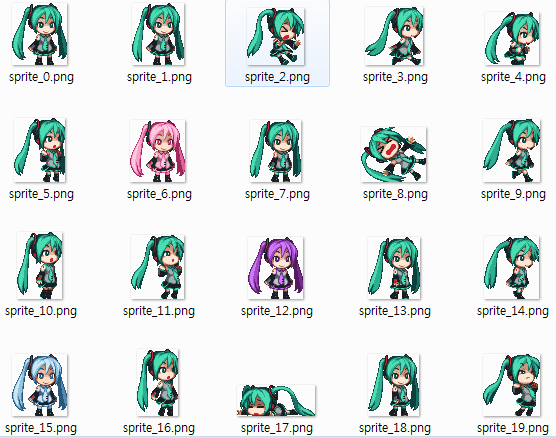 sprite_0.png sprite_1.png sprite_2.png sprite_3.png sprite_4.png
sprite_5.png sprite_6.png sprite_7.png sprite_8.png sprite_9.png
sprite_10.png sprite_11.png sprite_12.png sprite_13.png sprite_14.png
sprite_15.png sprite_16.png sprite_17.png sprite_18.png sprite_19.png